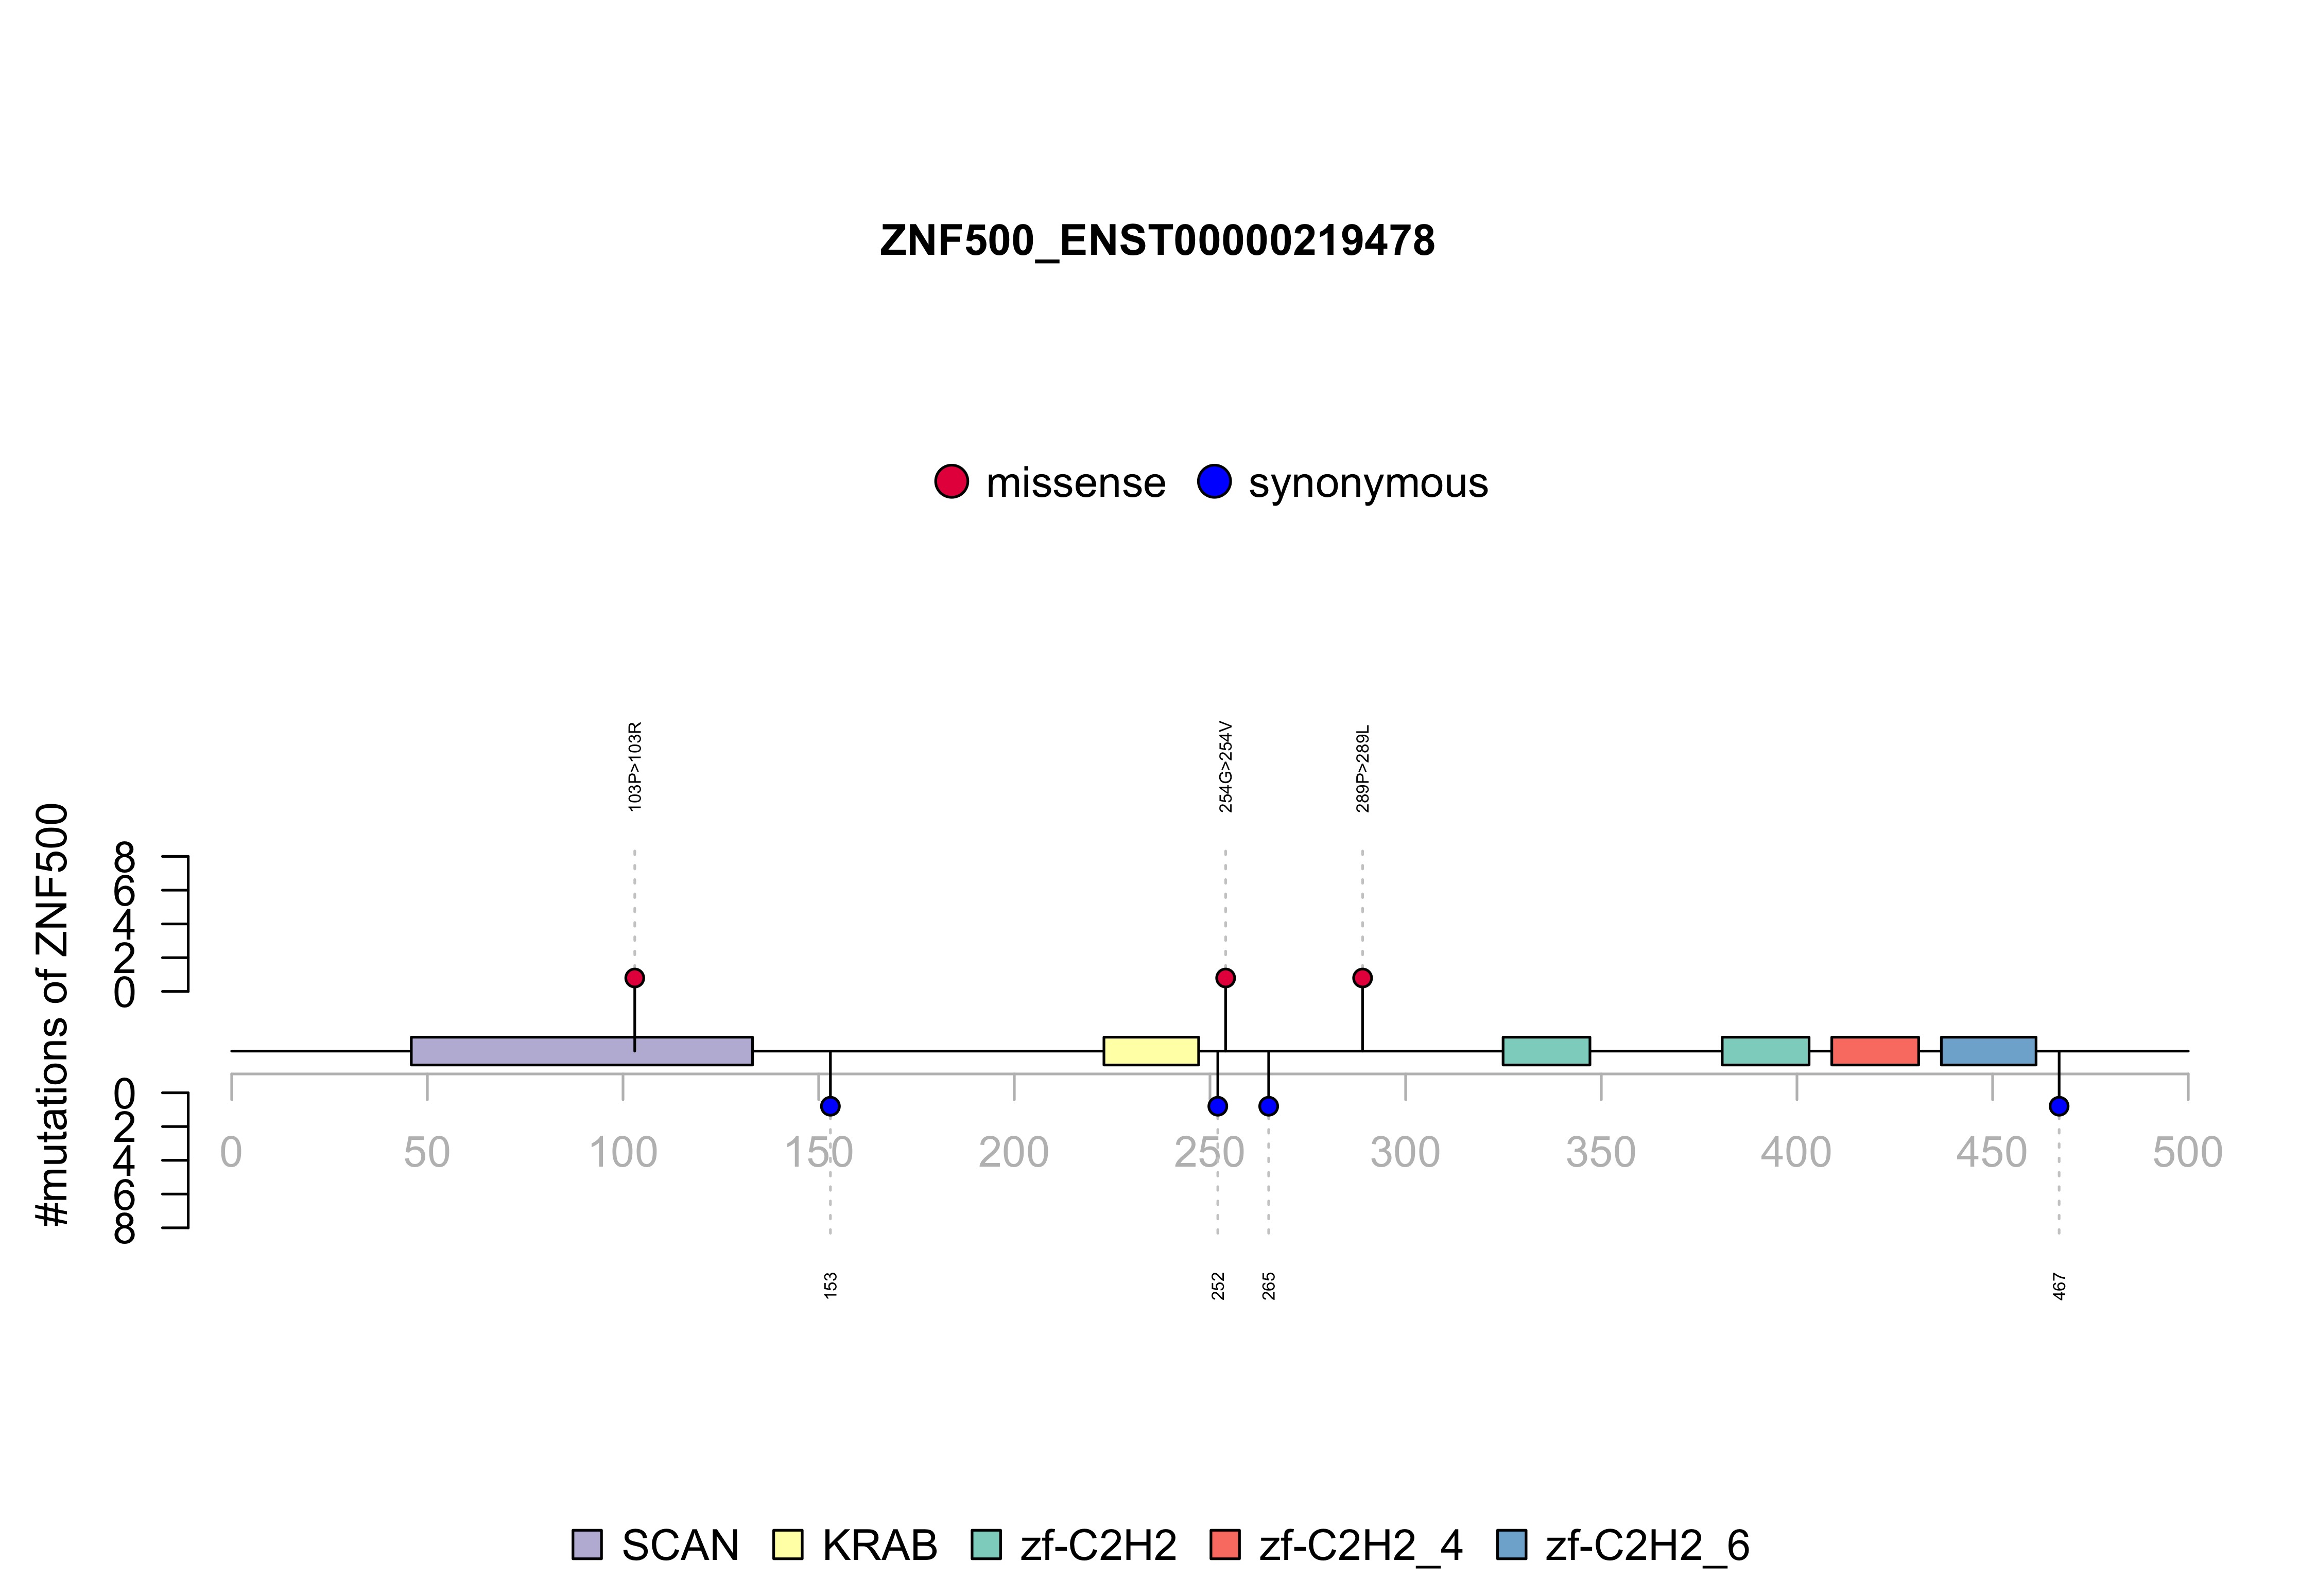 ZNF500_ENST00000219478
missense synonymous
103P>103R
254G>254V
289P>289L
#mutations of ZNF500
8
6
4
2
0
0
2
4
6
8
0 50 100 150 200 250 300 350 400 450 500
153
252
265
467
SCAN KRAB zf-C2H2 zf-C2H2_4 zf-C2H2_6